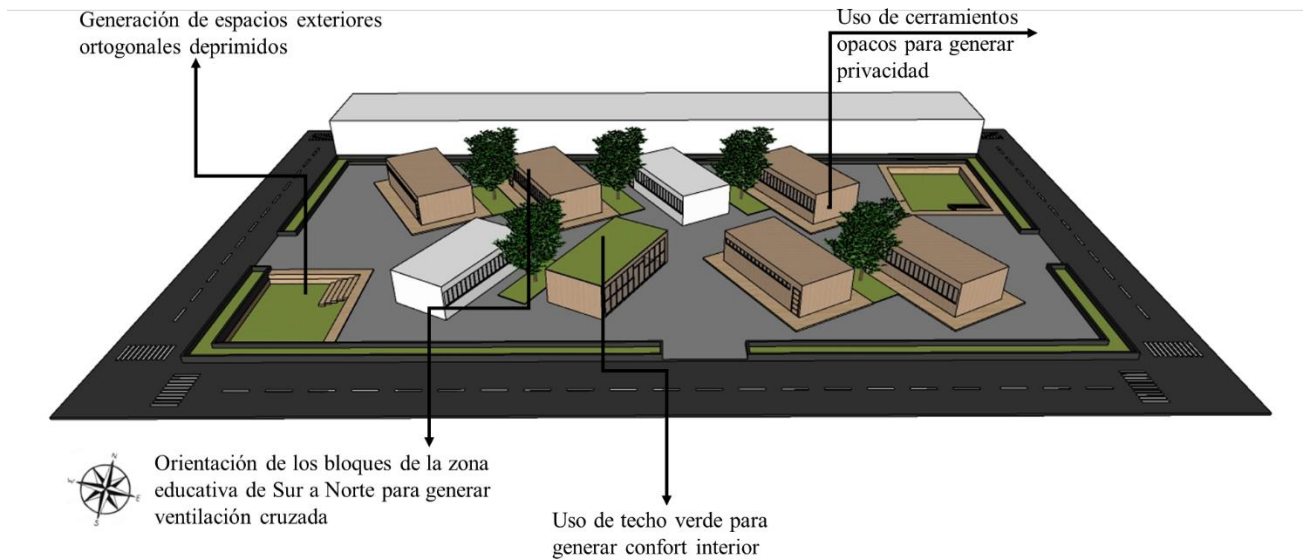 Generación de espacios exteriores
ortogonales deprimidos
Uso de cerramientos
opacos para generar
privacidad
N
W
E
S
Orientación de los bloques de la zona
educativa de Sur a Norte para generar
ventilación cruzada
Uso de techo verde para
generar confort interior